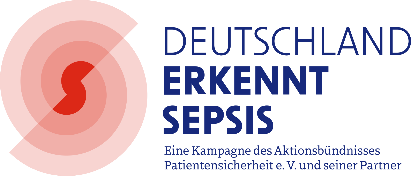 DEUTSCHLAND
ERKENNT
SEPSIS
Eine Kampagne des Aktionsbündnisses
Patientensicherheit e. V. und seiner Partner